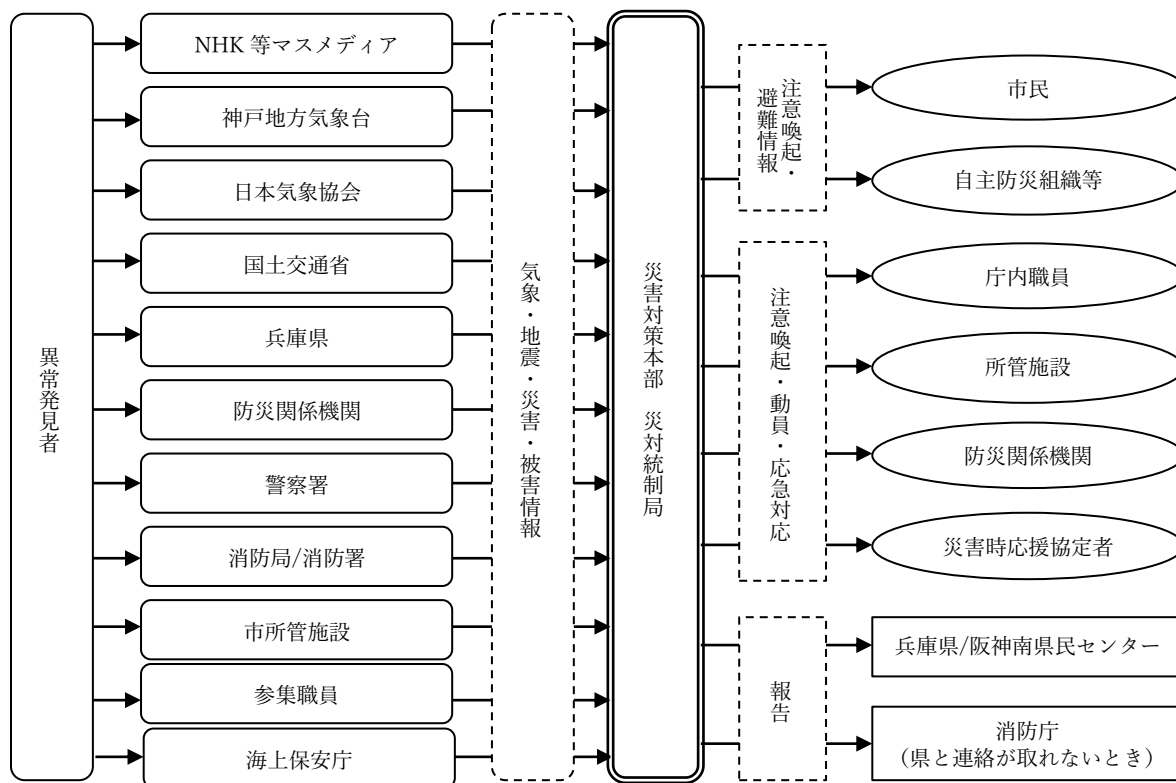 異常発見者
NHK 等マスメディア
神戸地方気象台
日本気象協会
国土交通省
兵庫県
防災関係機関
警察署
消防局/消防署
市所管施設
参集職員
海上保安庁
気象・地震・災害・被害情報
災害対策本部　災対統制局
注意喚起・
避難情報
市民
自主防災組織等
注意喚起・動員・応急対応
庁内職員
所管施設
防災関係機関
災害時応援協定者
報告
兵庫県/阪神南県民センター
消防庁
（県と連絡が取れないとき）